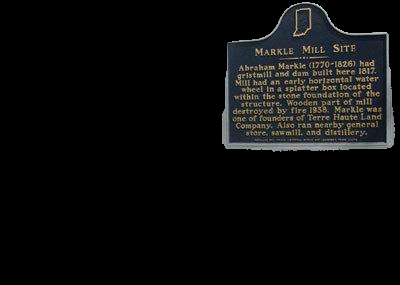 MARKLE MILL SITE
Abraham Markle (1770-1826) had
gristmill and dam built here 1817.
Mill had an early horizontal water
wheel in a splatter box located
within the stone foundation of the
structure. Wooden part of mill
destroyed by fire 1938. Markle was
one of founders of Terre Haute Land
Company. Also ran nearby general
store, sawmill, and distillery.